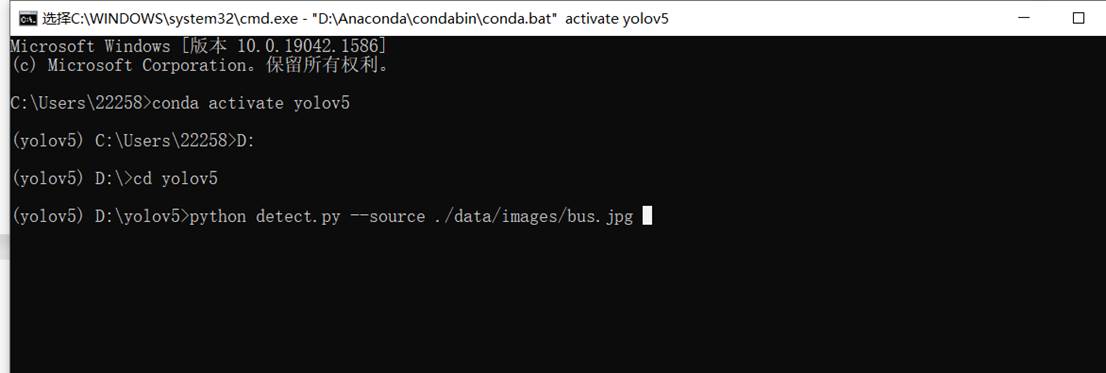 选择C:\WINDOWS\system32\cmd.exe - "D:\Anaconda\condabin\conda.bat"  activate yolov5
Microsoft Windows [版本 10.0.19042.1586]
(c) Microsoft Corporation。保留所有权利。
C:\Users\22258>conda activate yolov5
(yolov5) C:\Users\22258>D:
(yolov5) D:\>cd yolov5
(yolov5) D:\yolov5>python detect.py --source ./data/images/bus.jpg